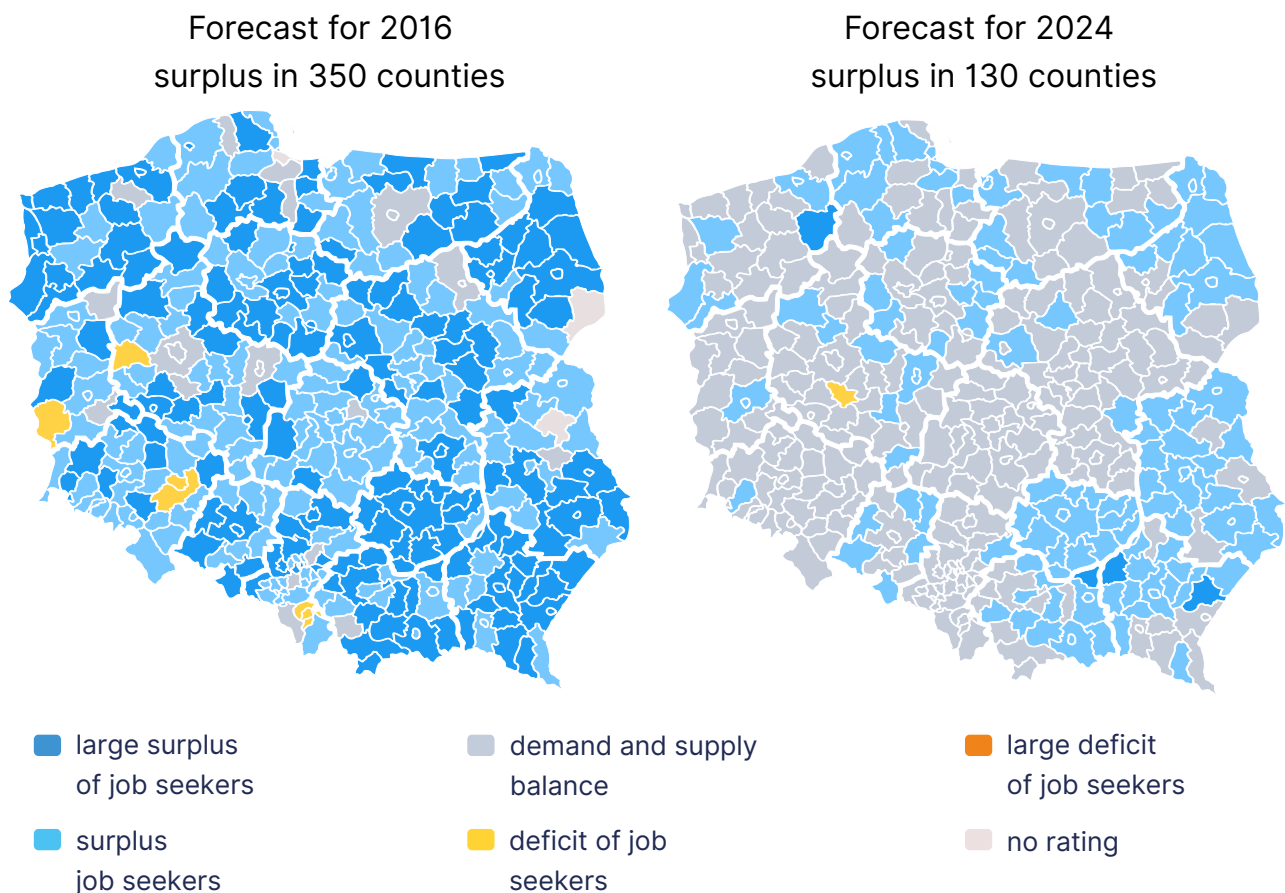 Forecast for 2016
surplus in 350 counties
Forecast for 2024
surplus in 130 counties
large surplus
of job seekers
surplus
job seekers
demand and supply
balance
deficit of job
seekers
large deficit
of job seekers
no rating